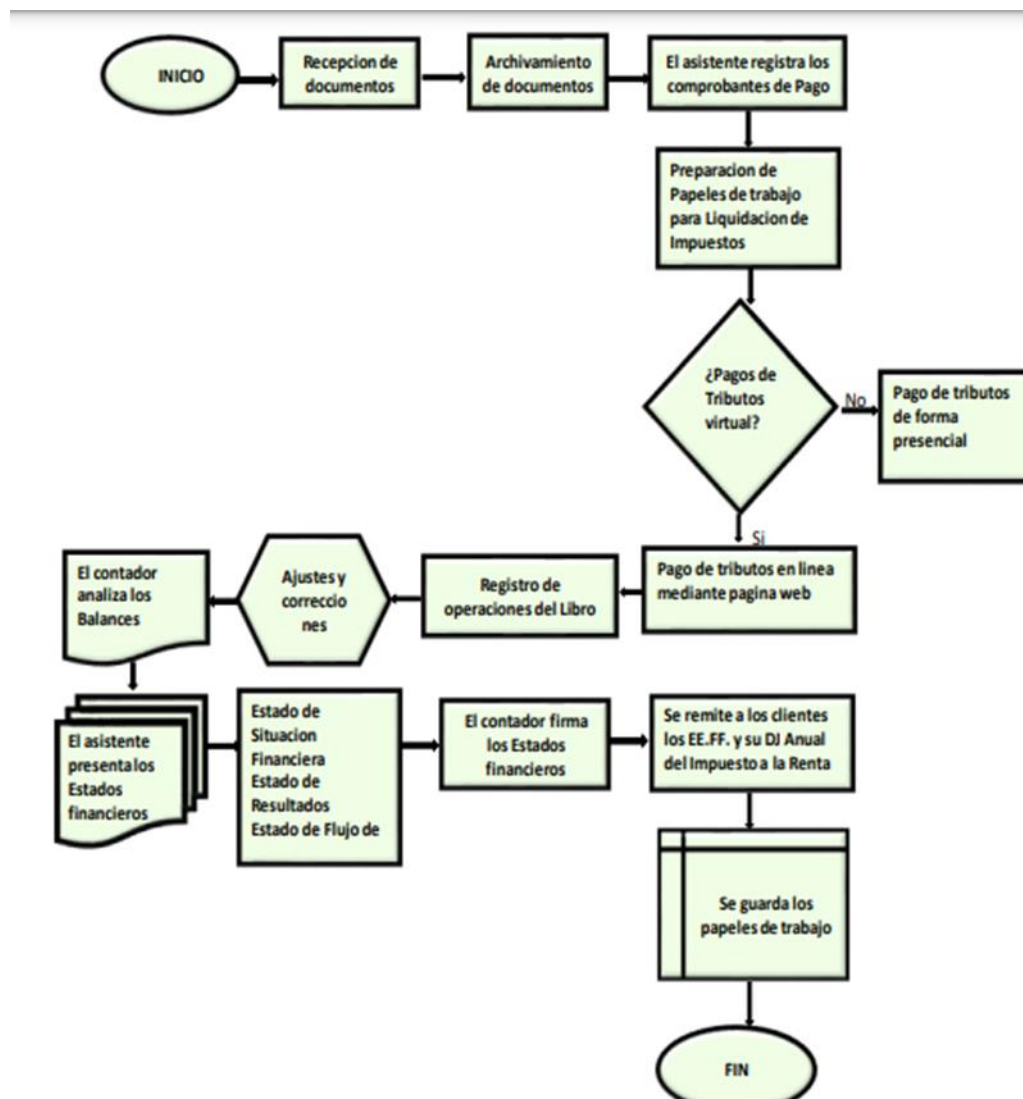 INICIO
Recepcion de
documentos
Archivamiento
de documentos
El asistente registra los
comprobantes de Pago
Preparacion de
Papeles de trabajo
para Liquidacion de
Impuestos
¿Pagos de
Tributos
virtual?
No
Pago de tributos
de forma
presencial
Si
Pago de tributos en linea
mediante pagina web
Registro de
operaciones del Libro
Ajustes y
correccio
nes
El contador
analiza los
Balances
El asistente
presenta los
Estados
financieros
Estado de
Situacion
Financiera
Estado de
Resultados
Estado de Flujo de
El contador firma
los Estados
financieros
Se remite a los clientes
los EE.FF. y su DJ Anual
del Impuesto a la Renta
Se guarda los
papeles de trabajo
FIN